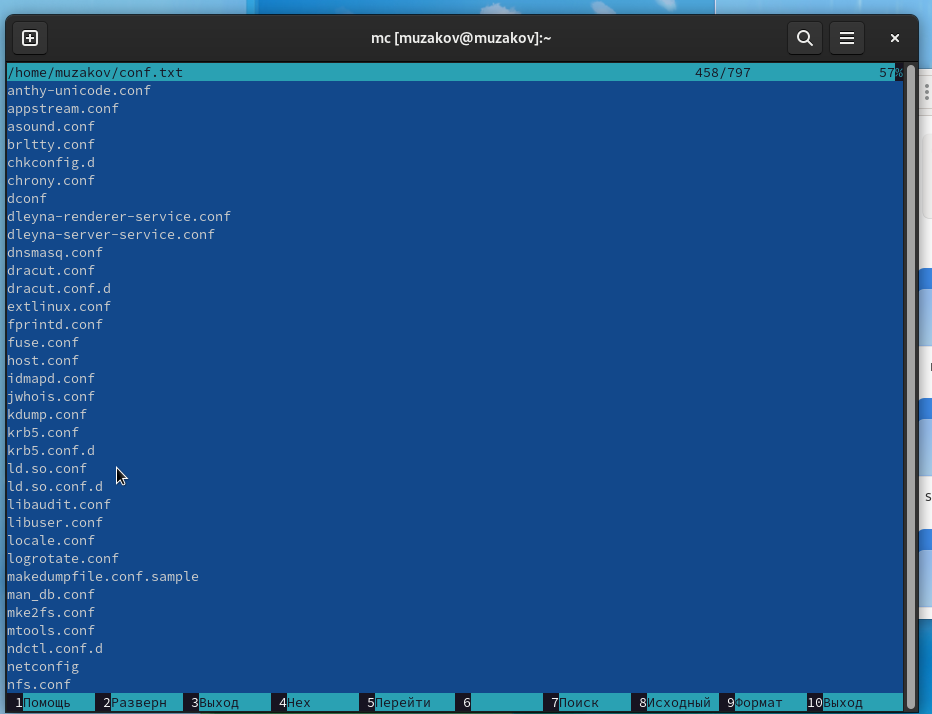 mc [muzakov@muzakov]:~
/home/muzakov/conf.txt 458/797 57%
anthy-unicode.conf
appstream.conf
asound.conf
brltty.conf
chkconfig.d
chrony.conf
dconf
dleyna-renderer-service.conf
dleyna-server-service.conf
dnsmasq.conf
dracut.conf
dracut.conf.d
extlinux.conf
fprintd.conf
fuse.conf
host.conf
idmapd.conf
jwhois.conf
kdump.conf
krb5.conf
krb5.conf.d
ld.so.conf
ld.so.conf.d
libaudit.conf
libuser.conf
locale.conf
logrotate.conf
makedumpfile.conf.sample
man_db.conf
mke2fs.conf
mtools.conf
ndctl.conf.d
netconfig
nfs.conf
1Помощь 2Разверн 3Выход 4Hex 5Перейти 6 7Поиск 8Исходный 9Формат 10Выход